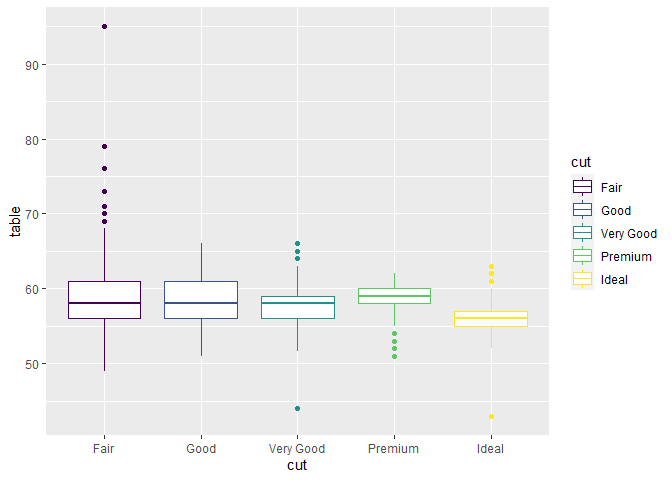 90
80
70
60
50
table
Fair Good Very Good Premium Ideal
cut
cut
Fair
Good
Very Good
Premium
Ideal